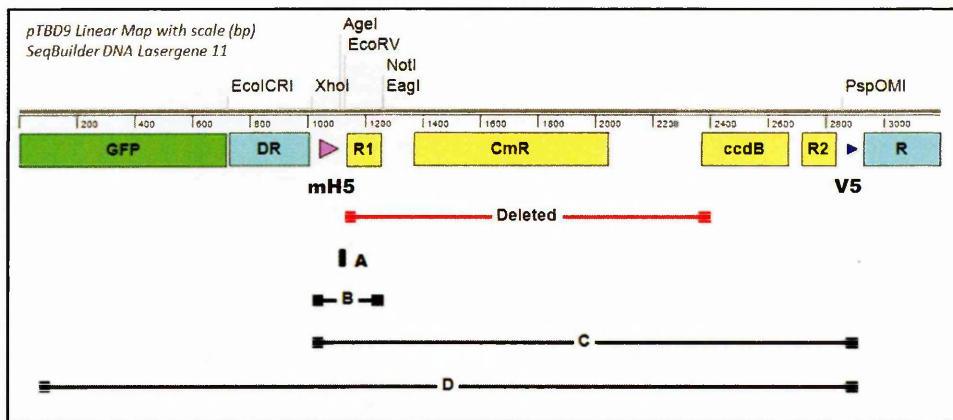 pTBD9 Linear Map with scale (bp)
SeqBuilder DNA Lasergene 11
AgeI
EcoRV
NotI
EcoICRI XhoI EagI PspOMI
200 400 600 800 1000 1200 1400 1600 1800 2000 2200 2400 2600 2800 3000
GFP DR R1 CmR ccdB R2 R
mH5 V5
Deleted
A
B
C
D